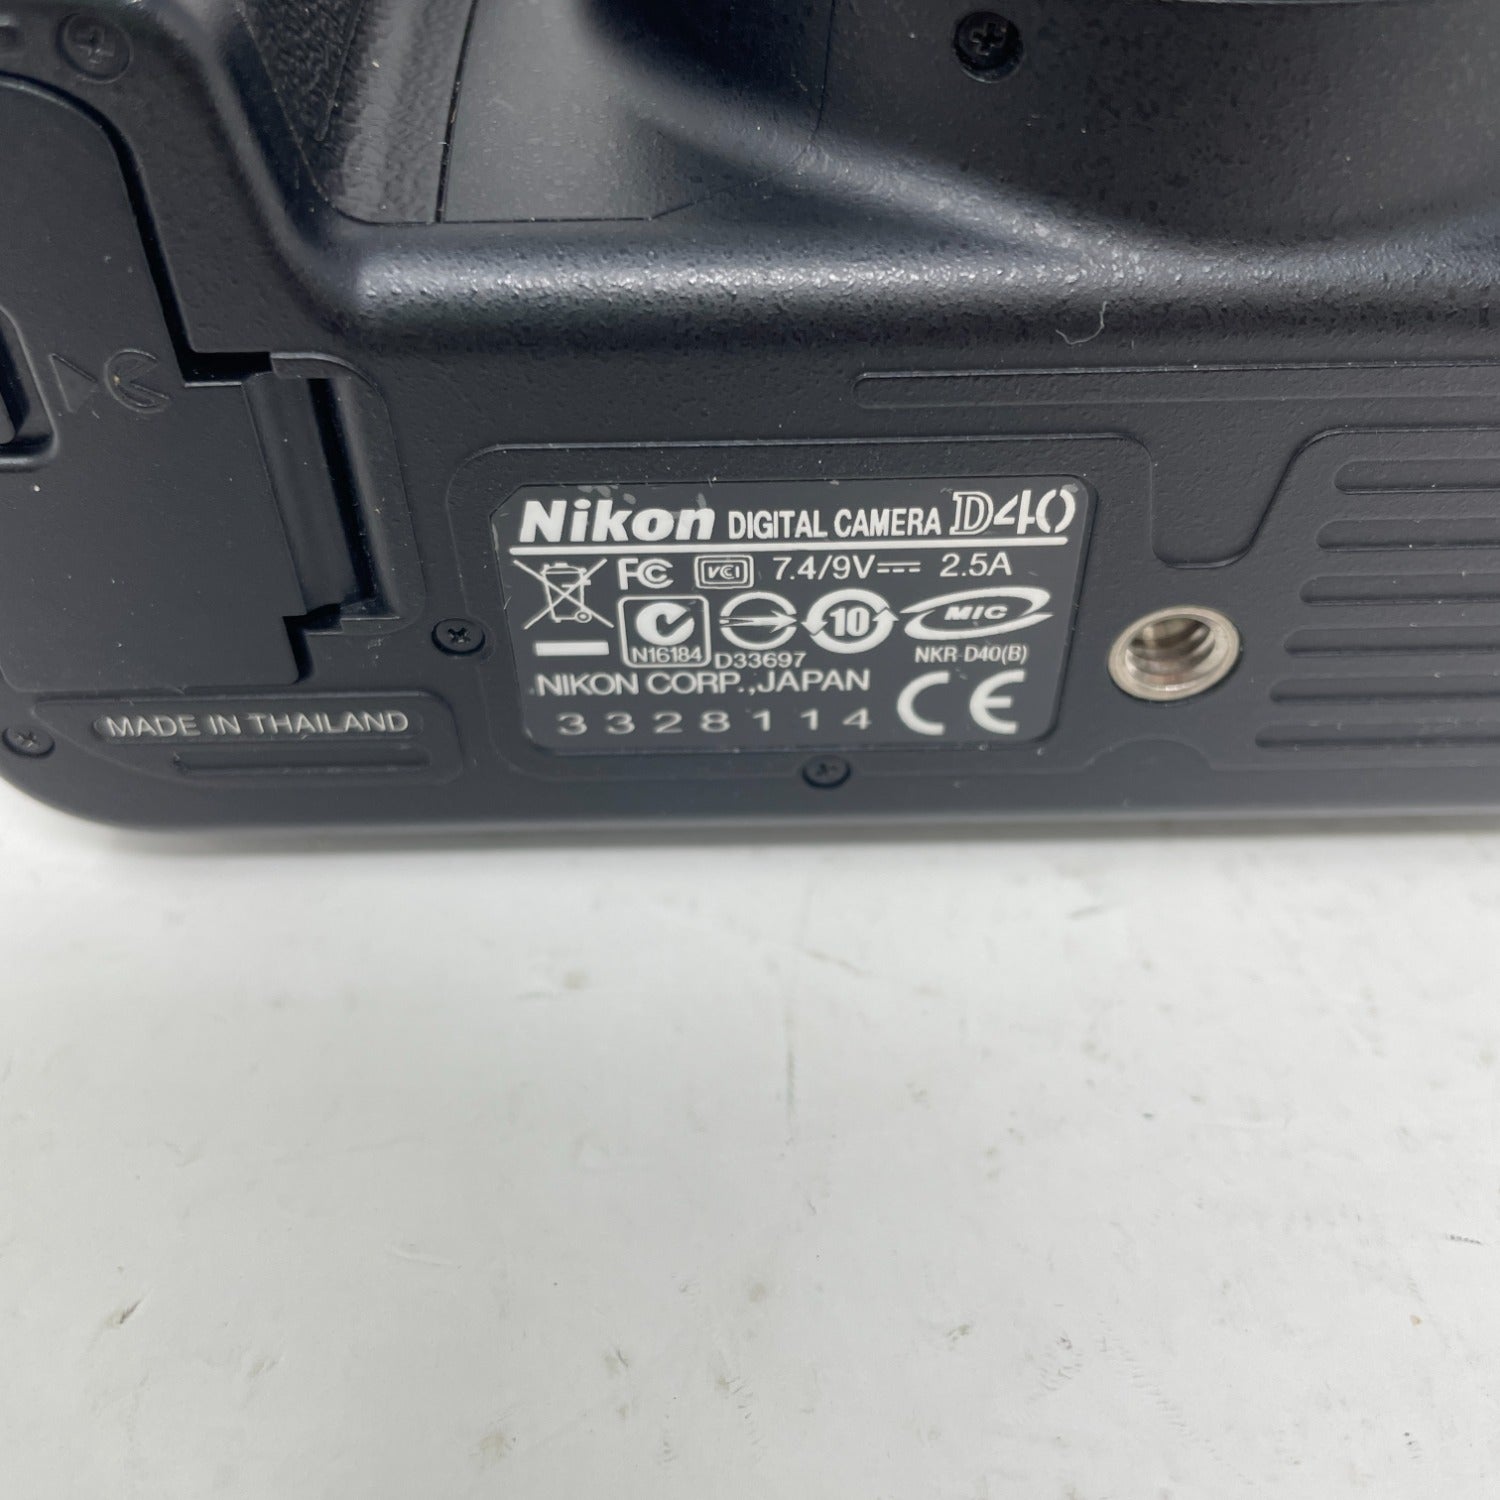 Nikon DIGITAL CAMERA D40
FC VCI 7.4/9V 2.5A
10 MIC
N16184 D33697 NKR-D40(B)
NIKON CORP.,JAPAN
3328114 CE
MADE IN THAILAND